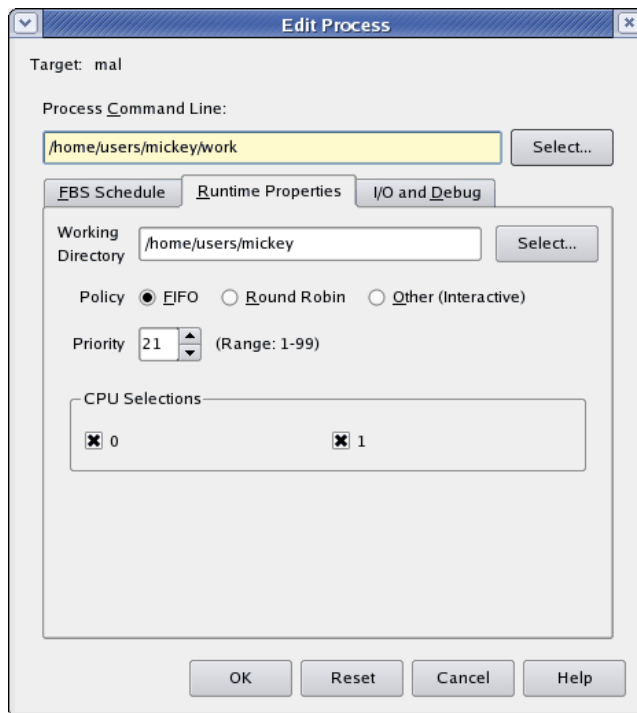 Edit Process
Target: mal
Process Command Line:
/home/users/mickey/work
Select...
FBS Schedule
Runtime Properties
I/O and Debug
Working
Directory
/home/users/mickey
Select...
Policy
FIFO
Round Robin
Other (Interactive)
Priority
21
(Range: 1-99)
CPU Selections
0
1
OK
Reset
Cancel
Help